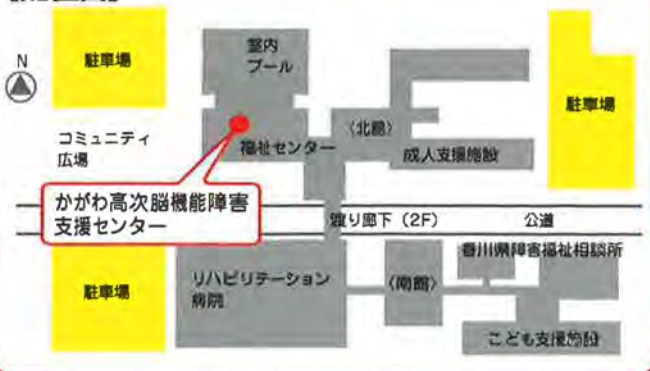 N
駐車場
室内
プール
駐車場
コミュニティ
広場
福祉センター
〈北館〉
成人支援施設
かがわ高次脳機能障害
支援センター
渡り廊下（2F）
公道
香川県障害福祉相談所
駐車場
リハビリテーション
病院
〈南館〉
こども支援施設